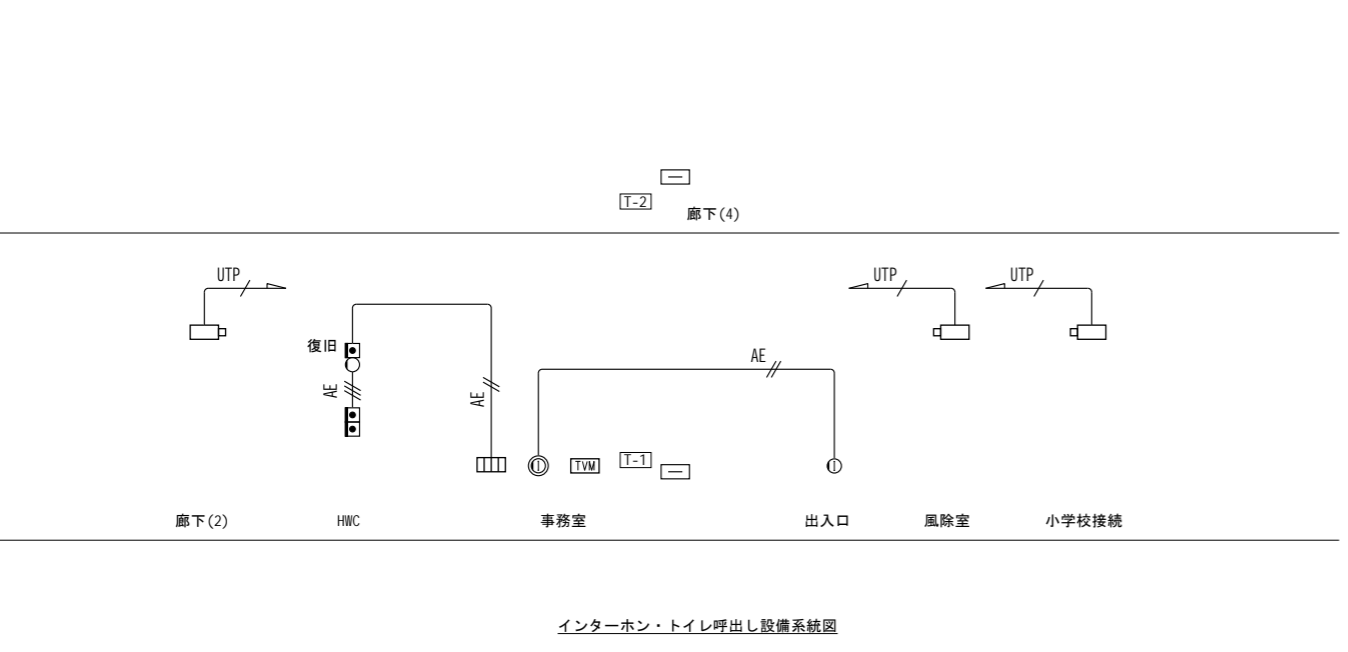 T-2
廊下(4)
UTP
UTP
UTP
復旧
AE
AE
AE
TVM
T-1
廊下(2)
HWC
事務室
出入口
風除室
小学校接続
インターホン・トイレ呼出し設備系統図